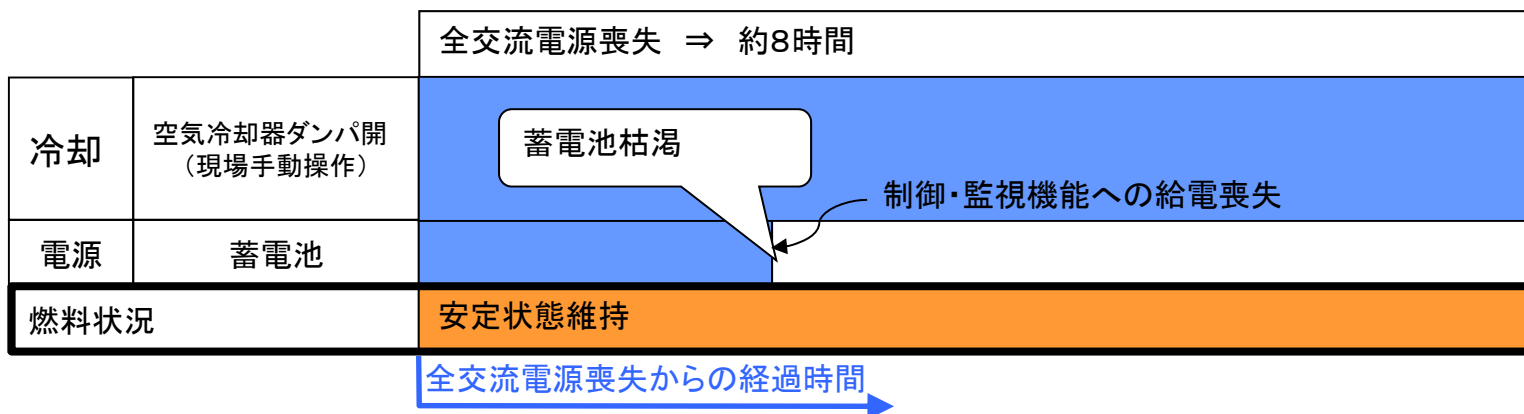 全交流電源喪失 ⇒ 約8時間
冷却
空気冷却器ダンパ開
(現場手動操作)
蓄電池枯渇
制御・監視機能への給電喪失
電源
蓄電池
燃料状況
安定状態維持
全交流電源喪失からの経過時間